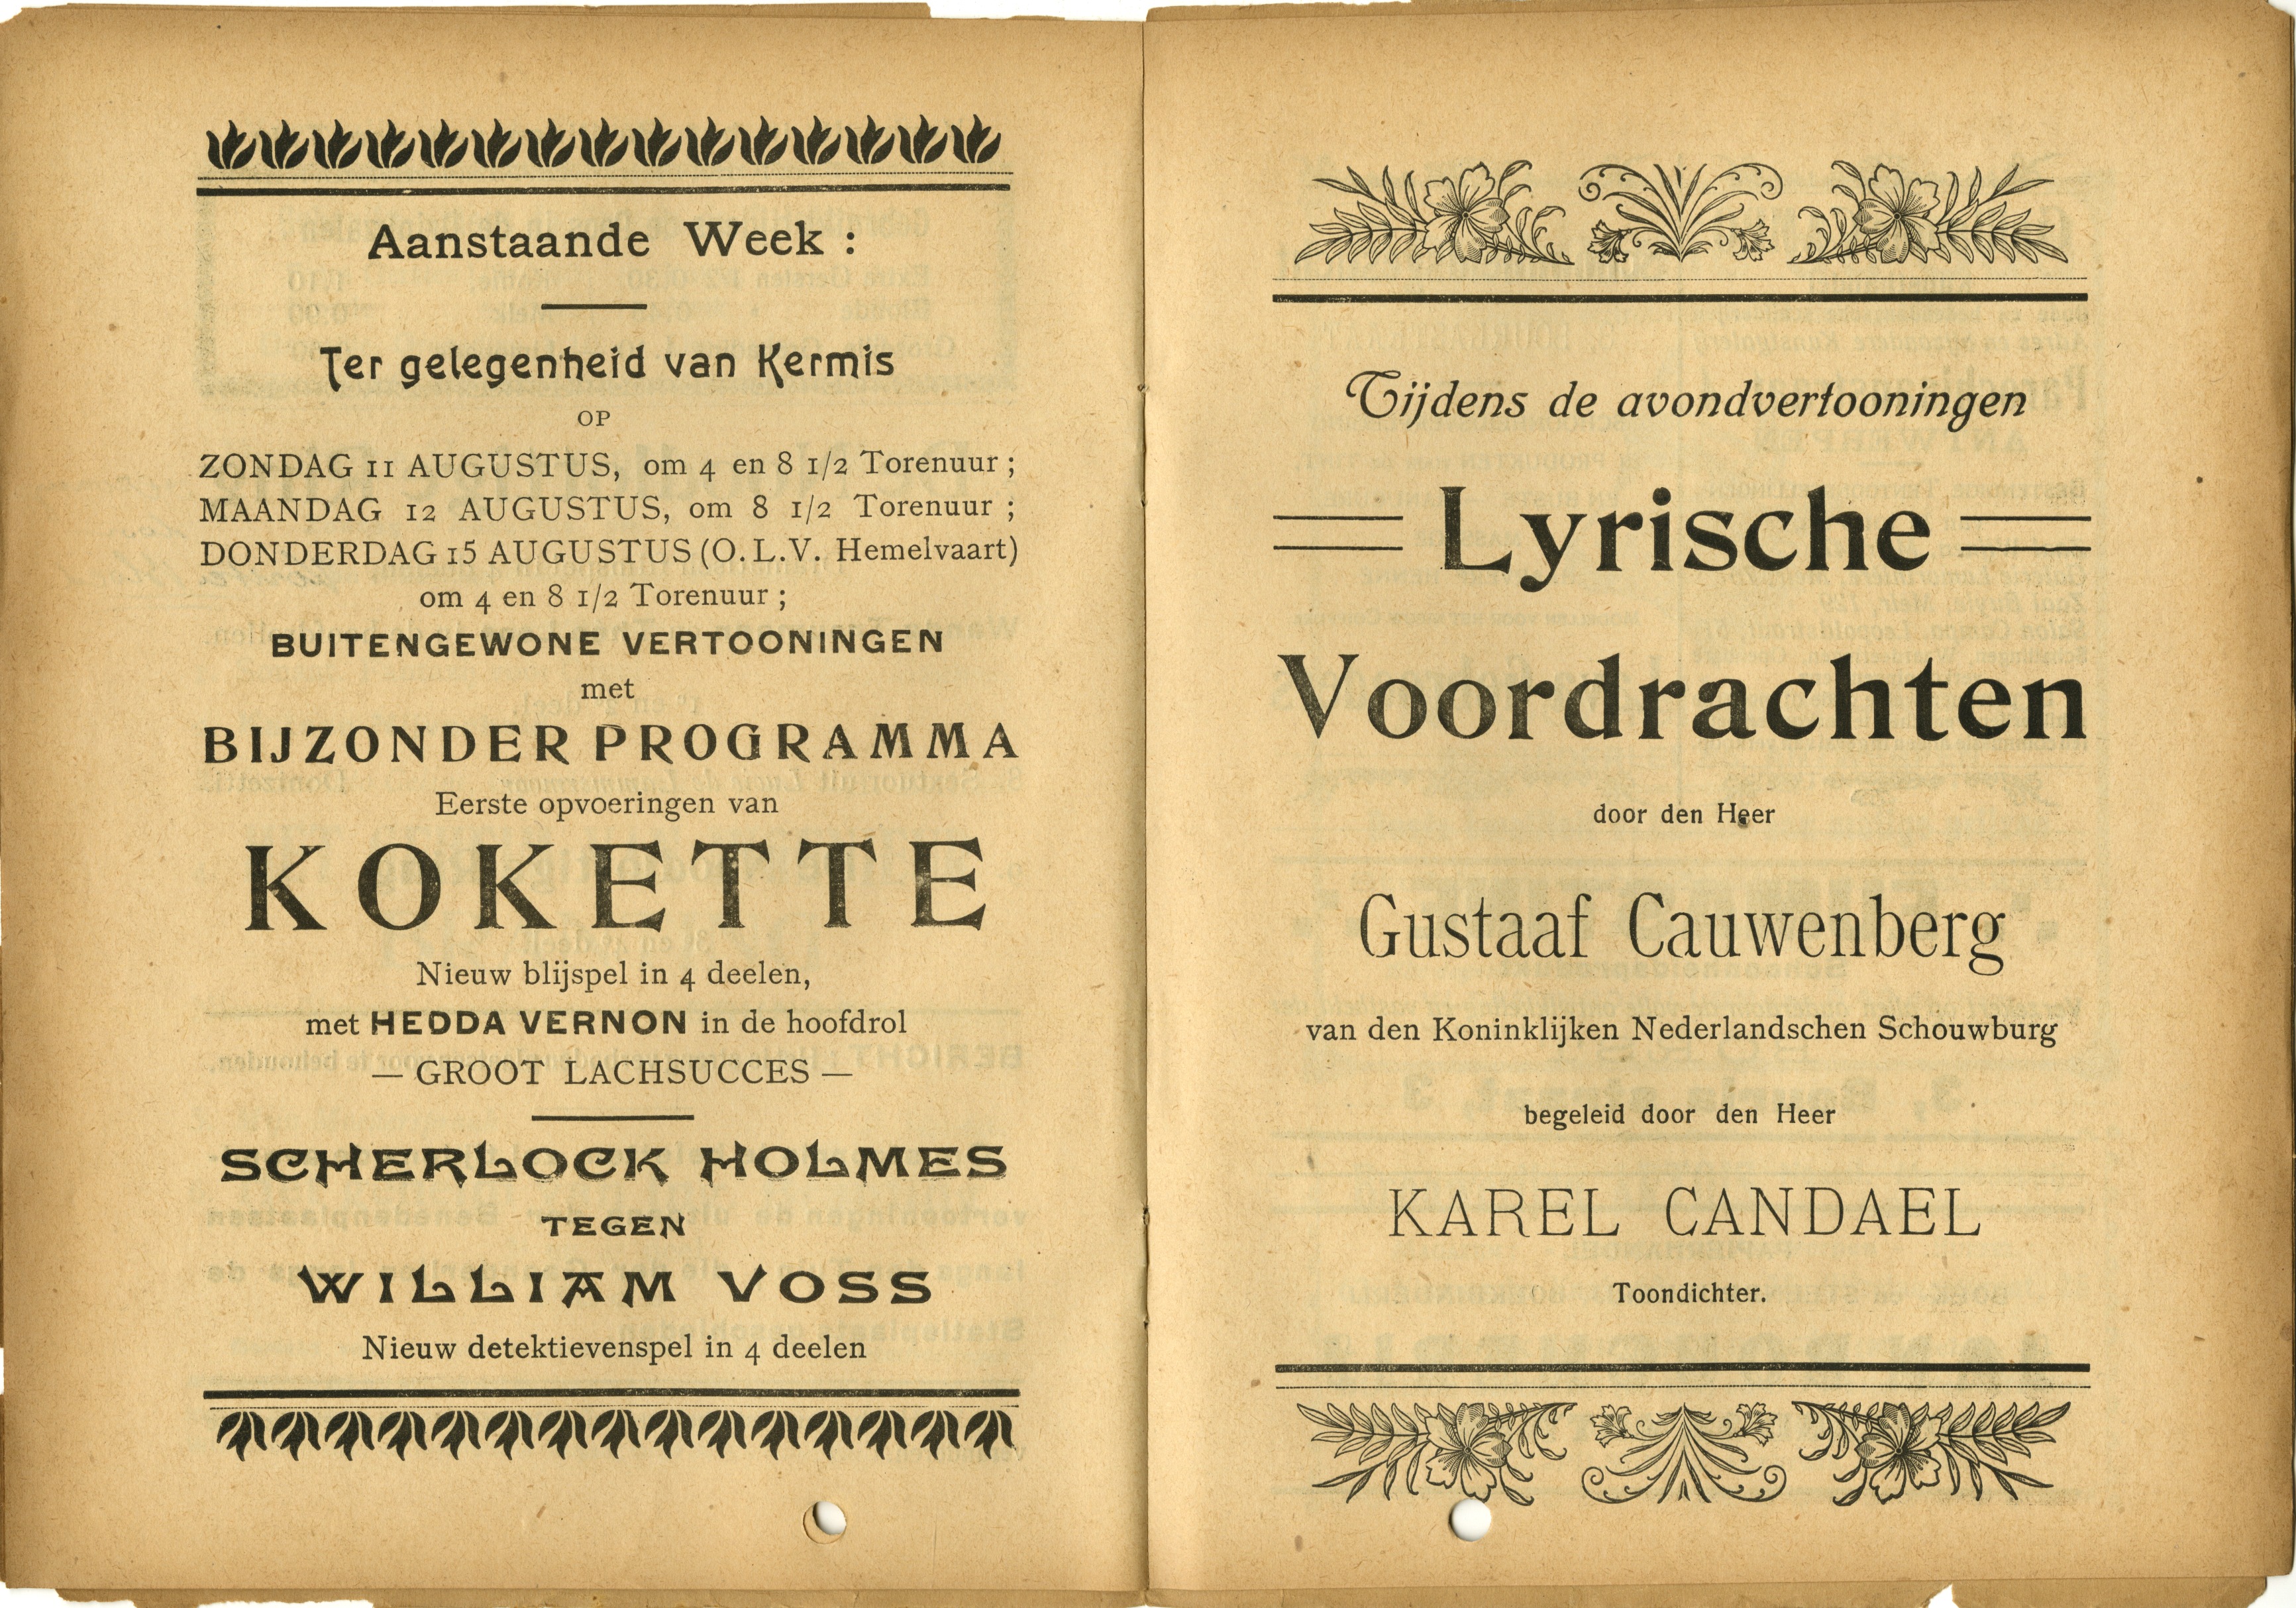 Aanstaande Week :
Ter gelegenheid van Kermis
OP
ZONDAG 11 AUGUSTUS, om 4 en 8 1/2 Torenuur ;
MAANDAG 12 AUGUSTUS, om 8 1/2 Torenuur ;
DONDERDAG 15 AUGUSTUS (O. L. V. Hemelvaart)
om 4 en 8 1/2 Torenuur ;
BUITENGEWONE VERTOONINGEN
met
BIJZONDER PROGRAMMA
Eerste opvoeringen van
KOKETTE
Nieuw blijspel in 4 deelen,
met HEDDA VERNON in de hoofdrol
— GROOT LACHSUCCES —
SCHERLOCK HOLMES
TEGEN
WILLIAM VOSS
Nieuw detektievenspel in 4 deelen
Tijdens de avondvertooningen
Lyrische
Voordrachten
door den Heer
Gustaaf Cauwenberg
van den Koninklijken Nederlandschen Schouwburg
begeleid door den Heer
KAREL CANDAEL
Toondichter.